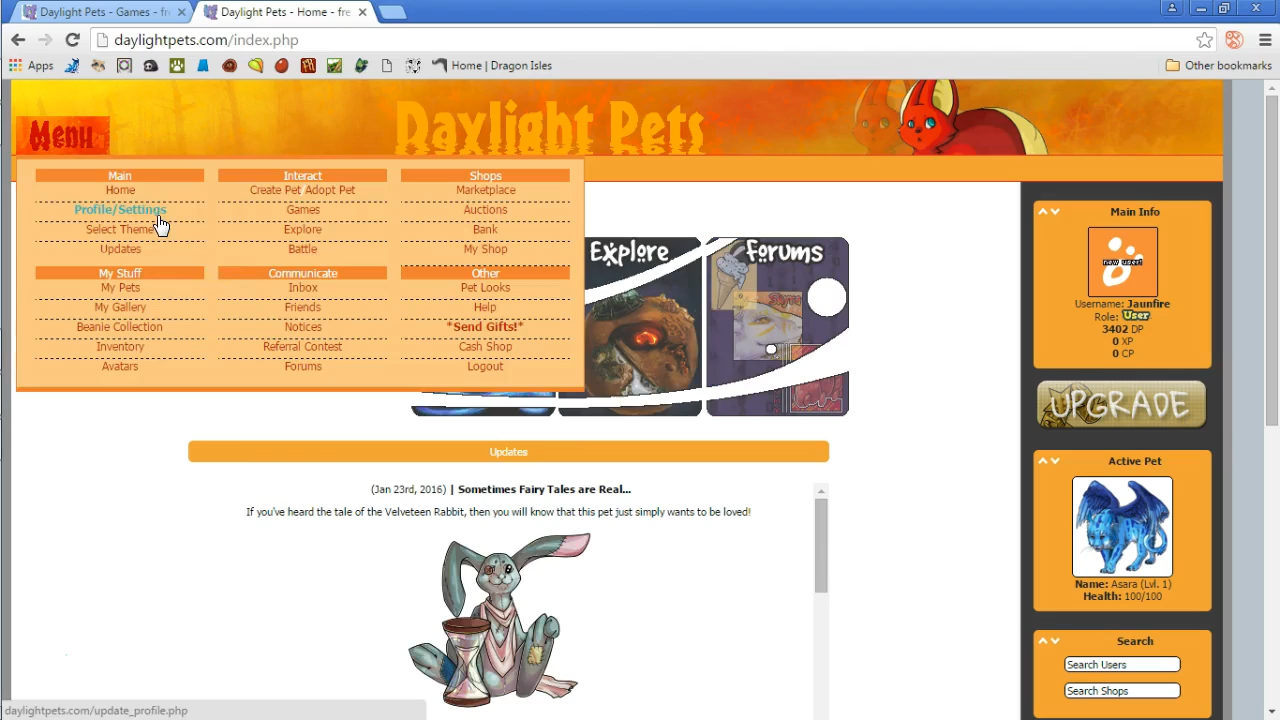 Daylight Pets - Games - fr
Daylight Pets - Home - fre
daylightpets.com/index.php
Apps
Home | Dragon Isles
Other bookmarks
Menu
Daylight Pets
Main
Home
Profile/Settings
Select Theme
Updates
My Stuff
My Pets
My Gallery
Beanie Collection
Inventory
Avatars
Interact
Create Pet/Adopt Pet
Games
Explore
Battle
Communicate
Inbox
Friends
Notices
Referral Contest
Forums
Shops
Marketplace
Auctions
Bank
My Shop
Other
Pet Looks
Help
*Send Gifts!*
Cash Shop
Logout
Explore
Forums
Updates
(Jan 23rd, 2016) | Sometimes Fairy Tales are Real...
If you've heard the tale of the Velveteen Rabbit, then you will know that this pet just simply wants to be loved!
Main Info
new user!
Username: Jaunfire
Role: User
3402 DP
0 XP
0 CP
UPGRADE
Active Pet
Name: Asara (Lvl. 1)
Health: 100/100
Search
Search Users
Search Shops
daylightpets.com/update_profile.php